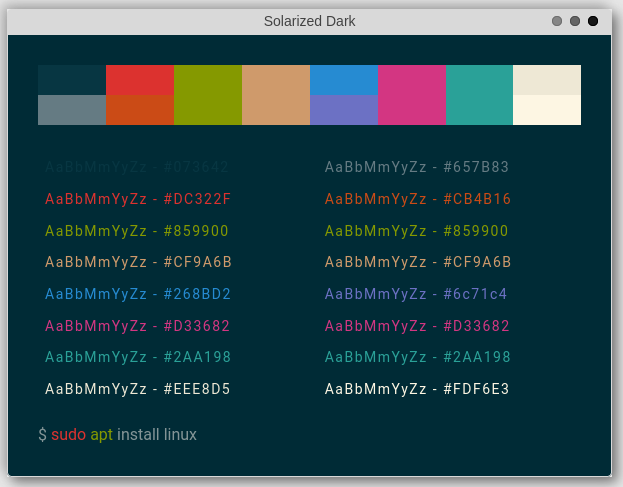 Solarized Dark
AaBbMmYyZz - #073642 AaBbMmYyZz - #657B83
AaBbMmYyZz - #DC322F AaBbMmYyZz - #CB4B16
AaBbMmYyZz - #859900 AaBbMmYyZz - #859900
AaBbMmYyZz - #CF9A6B AaBbMmYyZz - #CF9A6B
AaBbMmYyZz - #268BD2 AaBbMmYyZz - #6c71c4
AaBbMmYyZz - #D33682 AaBbMmYyZz - #D33682
AaBbMmYyZz - #2AA198 AaBbMmYyZz - #2AA198
AaBbMmYyZz - #EEE8D5 AaBbMmYyZz - #FDF6E3
$ sudo apt install linux